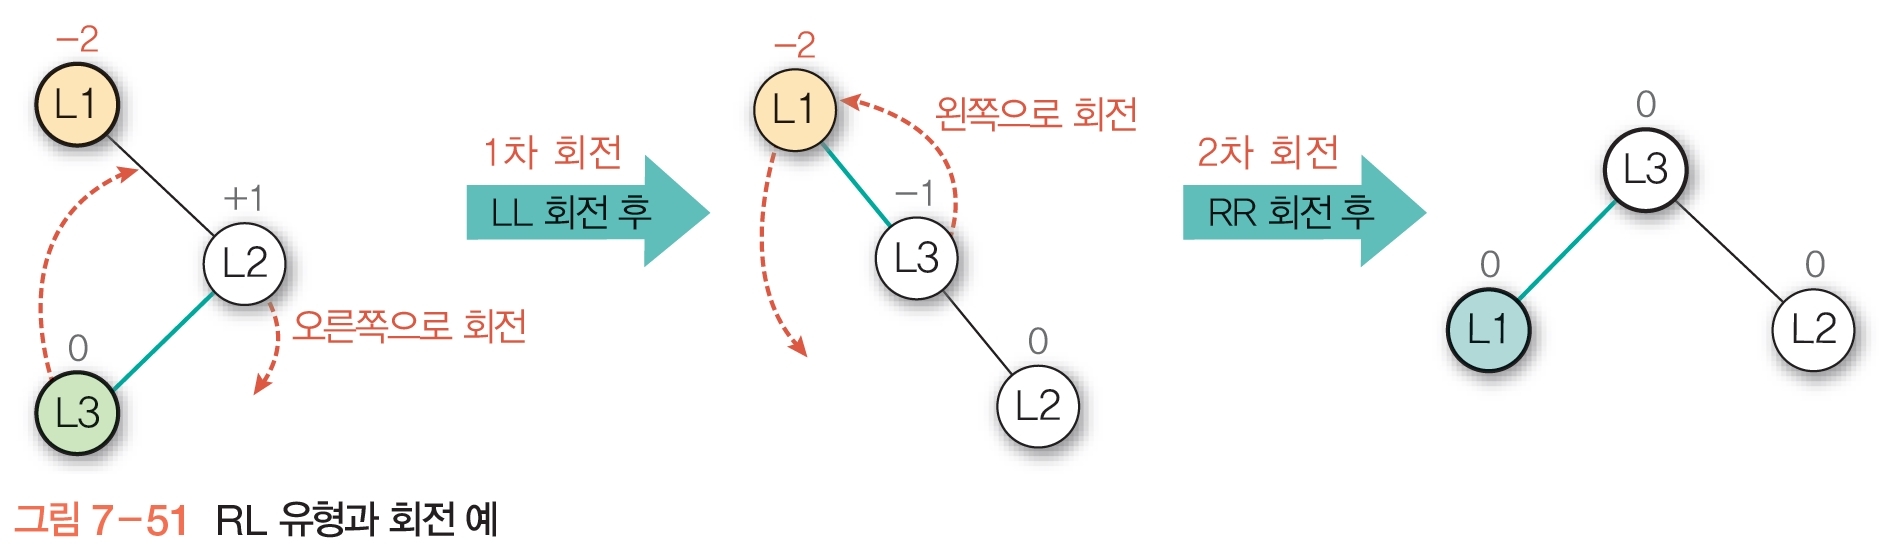 -2
L1
+1
L2
오른쪽으로 회전
0
L3
1차 회전
LL 회전 후
-2
L1
왼쪽으로 회전
-1
L3
0
L2
2차 회전
RR 회전 후
0
L3
0
L1
0
L2
그림 7-51 RL 유형과 회전 예